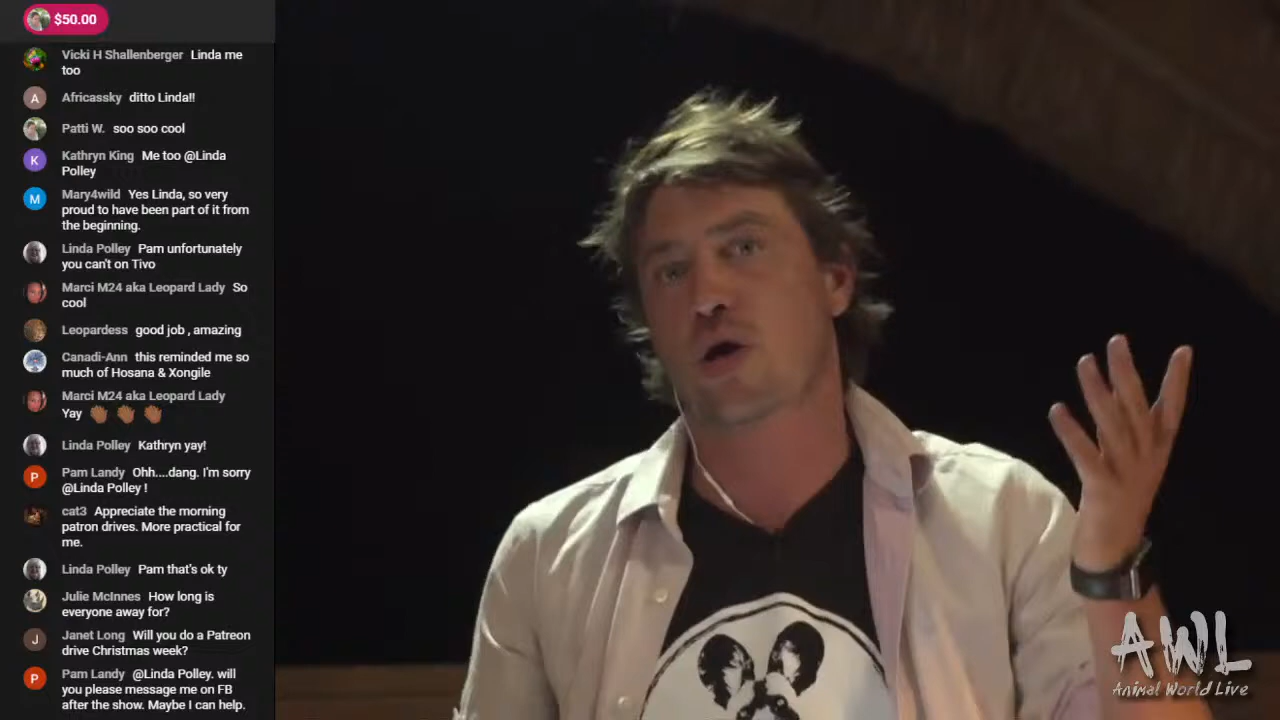 $50.00
Vicki H Shallenberger Linda me
too
Africassky ditto Linda!!
Patti W. soo soo cool
Kathryn King Me too @Linda
Polley
Mary4wild Yes Linda, so very
proud to have been part of it from
the beginning.
Linda Polley Pam unfortunately
you can't on Tivo
Marci M24 aka Leopard Lady So
cool
Leopardess good job , amazing
Canadi-Ann this reminded me so
much of Hosana & Xongile
Marci M24 aka Leopard Lady
Yay
Linda Polley Kathryn yay!
Pam Landy Ohh....dang. I'm sorry
@Linda Polley !
cat3 Appreciate the morning
patron drives. More practical for
me.
Linda Polley Pam that's ok ty
Julie McInnes How long is
everyone away for?
Janet Long Will you do a Patreon
drive Christmas week?
Pam Landy @Linda Polley. will
you please message me on FB
after the show. Maybe I can help.
A
K
M
P
J
P
AWL
Animal World Live